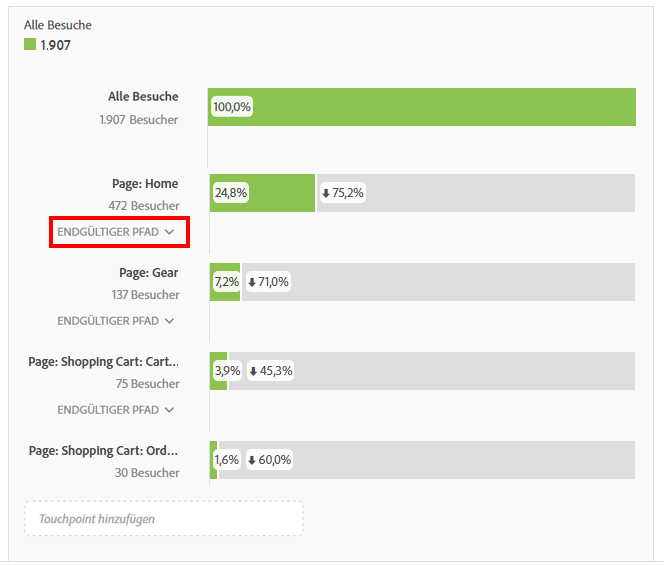 Alle Besuche
1.907
Alle Besuche
1.907 Besucher
100,0%
Page: Home
472 Besucher
24,8%
75,2%
ENDGÜLTIGER PFAD
Page: Gear
137 Besucher
7,2%
71,0%
ENDGÜLTIGER PFAD
Page: Shopping Cart: Cart...
75 Besucher
3,9%
45,3%
ENDGÜLTIGER PFAD
Page: Shopping Cart: Ord...
30 Besucher
1,6%
60,0%
Touchpoint hinzufügen